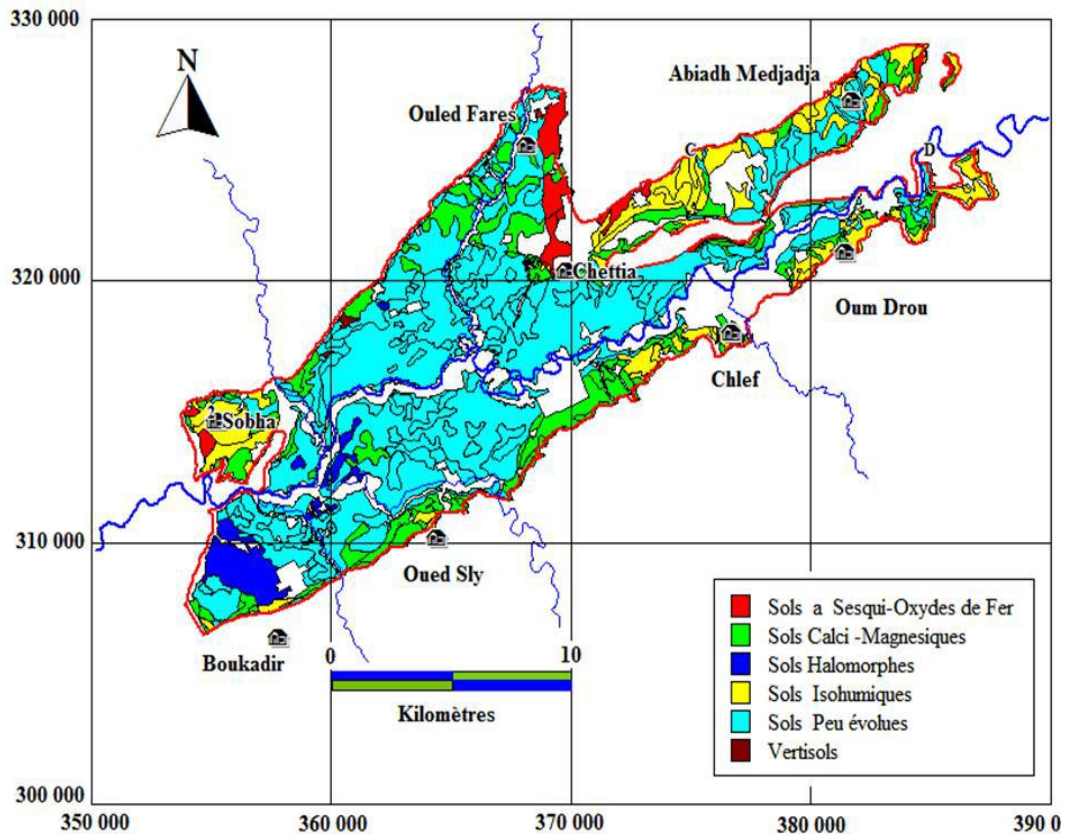 330 000
N
Abiadh Medjadja
Ouled Fares
C
D
320 000
Chettia
Oum Drou
Chlef
Sobha
310 000
Oued Sly
Boukadir
0
10
Kilomètres
Sols a Sesqui-Oxydes de Fer
Sols Calci -Magnesiques
Sols Halomorphes
Sols Isohumiques
Sols Peu évolues
Vertisols
300 000
350 000
360 000
370 000
380 000
390 0